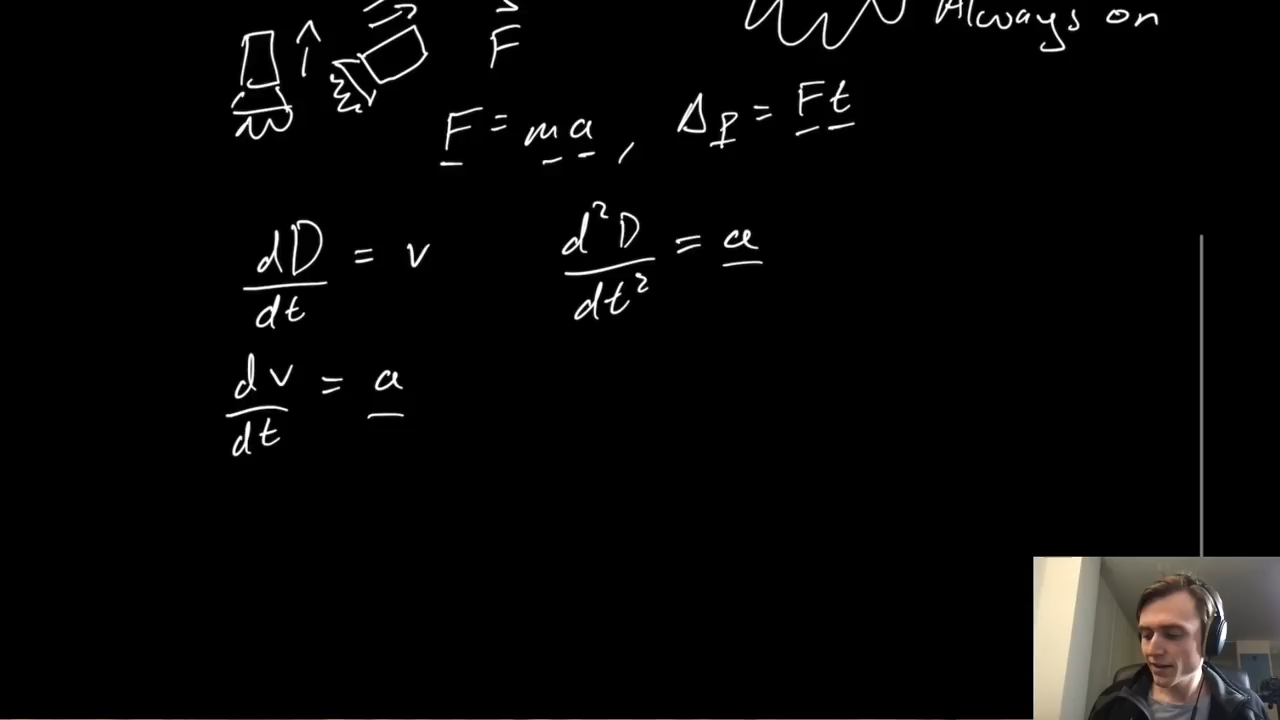 Always on
F⃗
F = ma, Δp = Ft
dD/dt = v
d²D/dt² = a
dv/dt = a